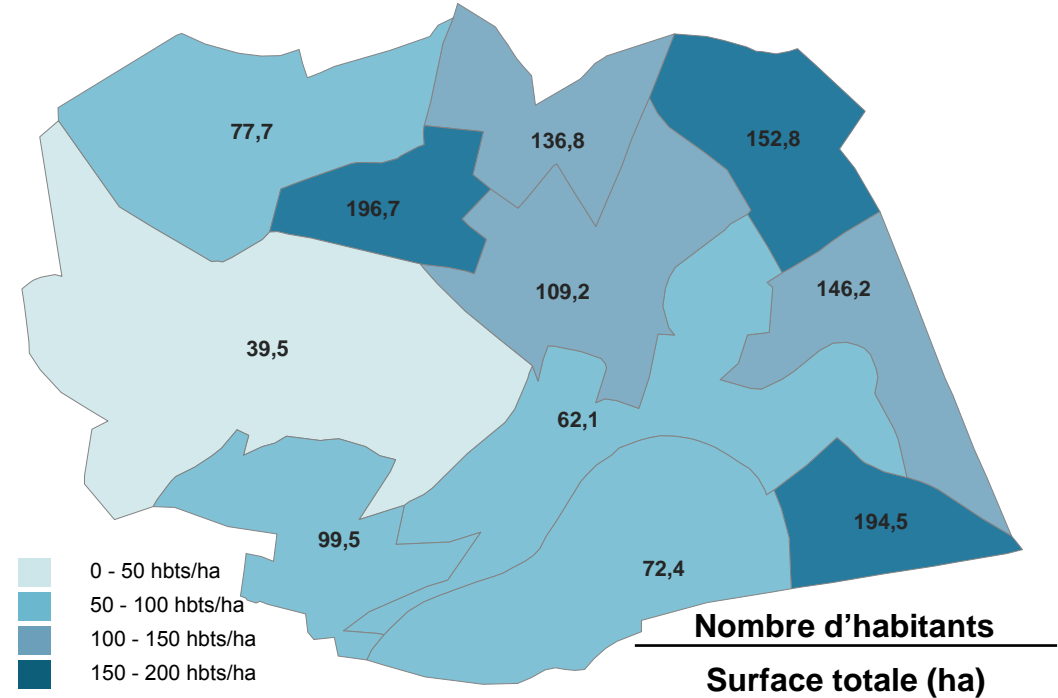 77,7
136,8
152,8
196,7
109,2
146,2
39,5
62,1
194,5
99,5
72,4
0 - 50 hbts/ha
50 - 100 hbts/ha
100 - 150 hbts/ha
150 - 200 hbts/ha
Nombre d’habitants
Surface totale (ha)